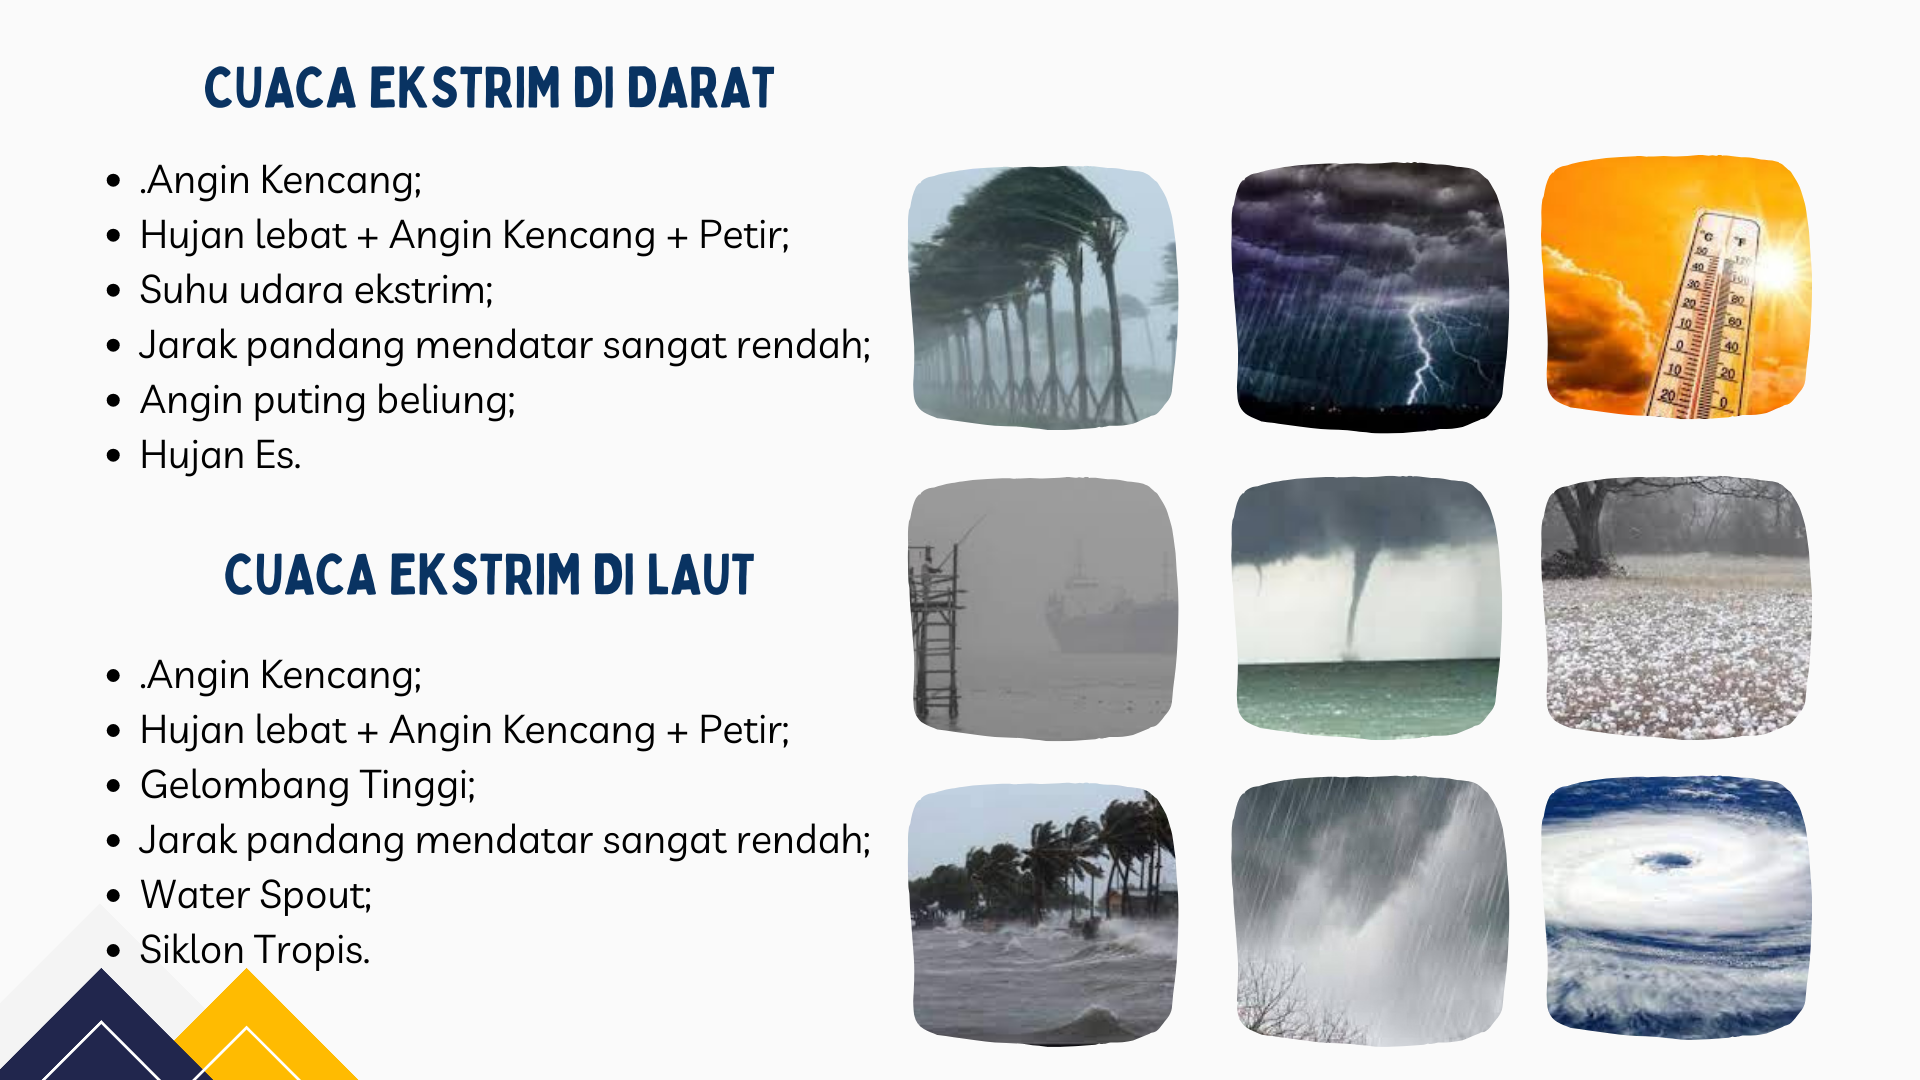 CUACA EKSTRIM DI DARAT
• .Angin Kencang;
• Hujan lebat + Angin Kencang + Petir;
• Suhu udara ekstrim;
• Jarak pandang mendatar sangat rendah;
• Angin puting beliung;
• Hujan Es.
CUACA EKSTRIM DI LAUT
• .Angin Kencang;
• Hujan lebat + Angin Kencang + Petir;
• Gelombang Tinggi;
• Jarak pandang mendatar sangat rendah;
• Water Spout;
• Siklon Tropis.
°C °F
50 120
40 100
30 80
20 60
10 40
0 20
10 0
20